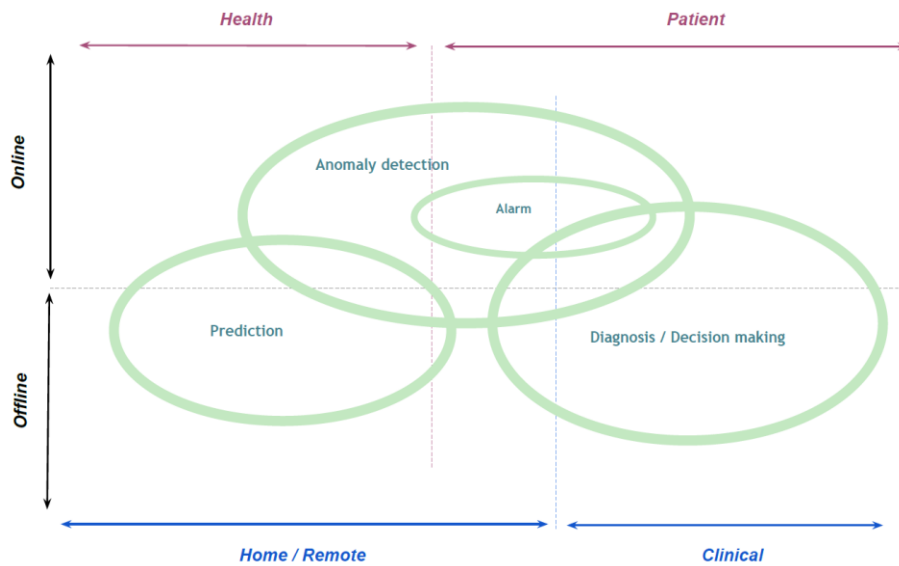 Health
Patient
Online
Anomaly detection
Alarm
Prediction
Diagnosis / Decision making
Offline
Home / Remote
Clinical